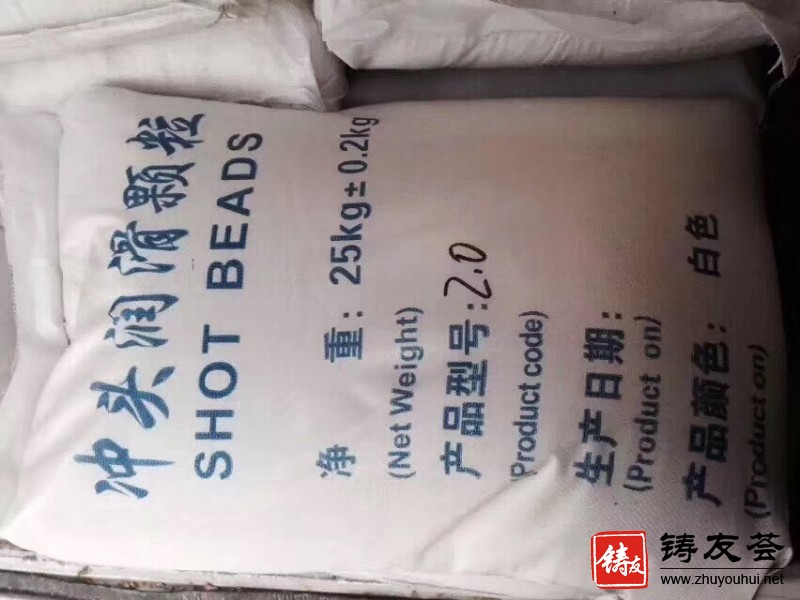 冲头润滑颗粒
SHOT BEADS
净 重：25kg±0.2kg
(Net Weight)
产品型号：2.0
(Product code)
生产日期：
(Product on)
产品颜色：白色
(Product on)
铸友
铸友荟
www.zhuyouhui.net